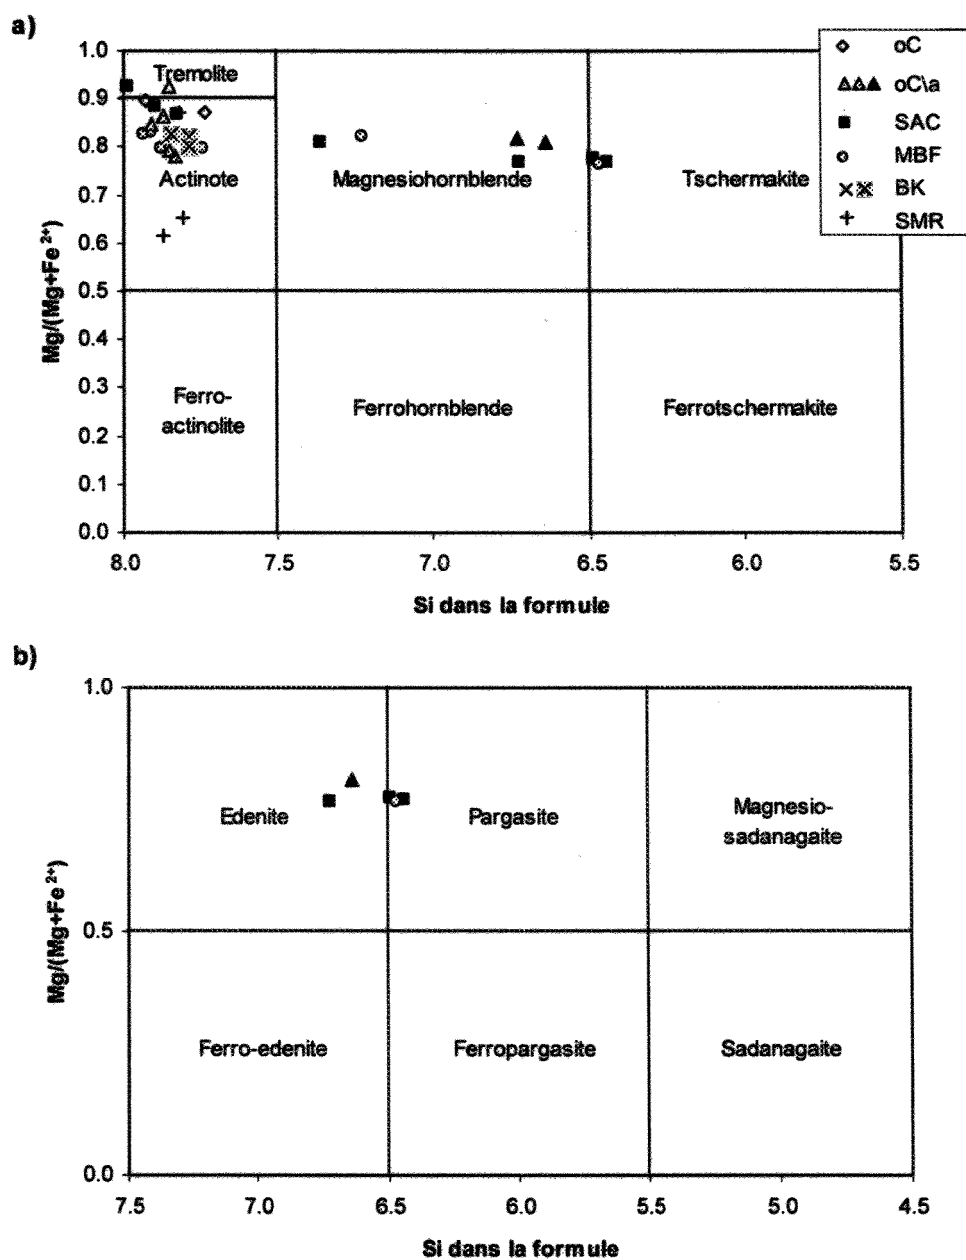 a)
oC
oC\a
SAC
MBF
BK
SMR
Mg/(Mg+Fe²⁺)
1.0
0.9
0.8
0.7
0.6
0.5
0.4
0.3
0.2
0.1
0.0
Tremolite
Actinote
Magnesiohornblende
Tschermakite
Ferro-
actinolite
Ferrohornblende
Ferrotschermakite
8.0 7.5 7.0 6.5 6.0 5.5
Si dans la formule
b)
Mg/(Mg+Fe²⁺)
1.0
0.5
0.0
Edenite
Pargasite
Magnesio-
sadanagaite
Ferro-edenite
Ferropargasite
Sadanagaite
7.5 7.0 6.5 6.0 5.5 5.0 4.5
Si dans la formule